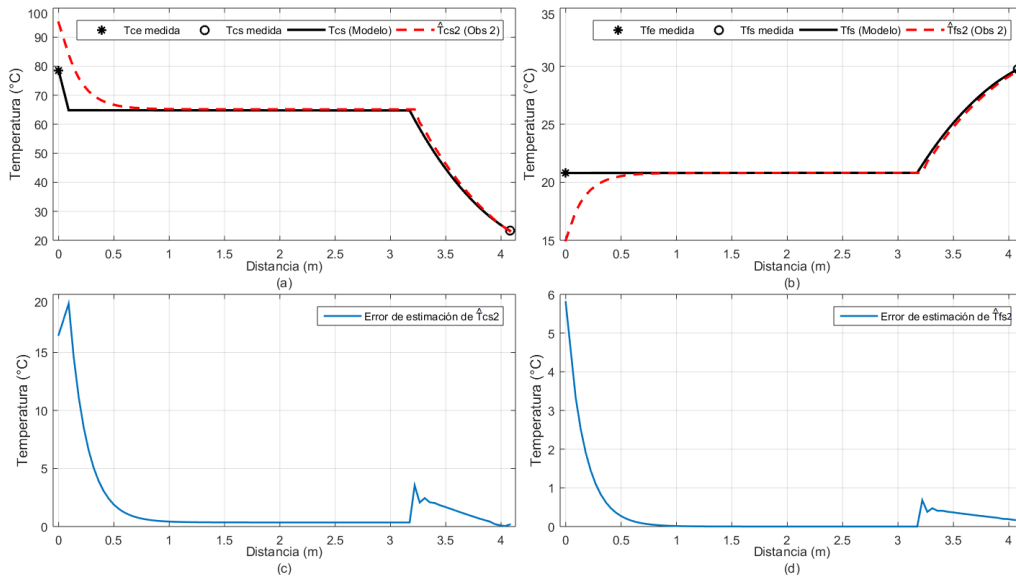 Tce medida Tcs medida Tcs (Modelo) T̂cs2 (Obs 2)
100
90
80
70
60
50
40
30
20
Temperatura (°C)
0 0.5 1 1.5 2 2.5 3 3.5 4
Distancia (m)
(a)
Tfe medida Tfs medida Tfs (Modelo) T̂fs2 (Obs 2)
35
30
25
20
15
Temperatura (°C)
0 0.5 1 1.5 2 2.5 3 3.5 4
Distancia (m)
(b)
Error de estimación de T̂cs2
20
15
10
5
0
Temperatura (°C)
0 0.5 1 1.5 2 2.5 3 3.5 4
Distancia (m)
(c)
Error de estimación de T̂fs2
6
5
4
3
2
1
0
Temperatura (°C)
0 0.5 1 1.5 2 2.5 3 3.5 4
Distancia (m)
(d)